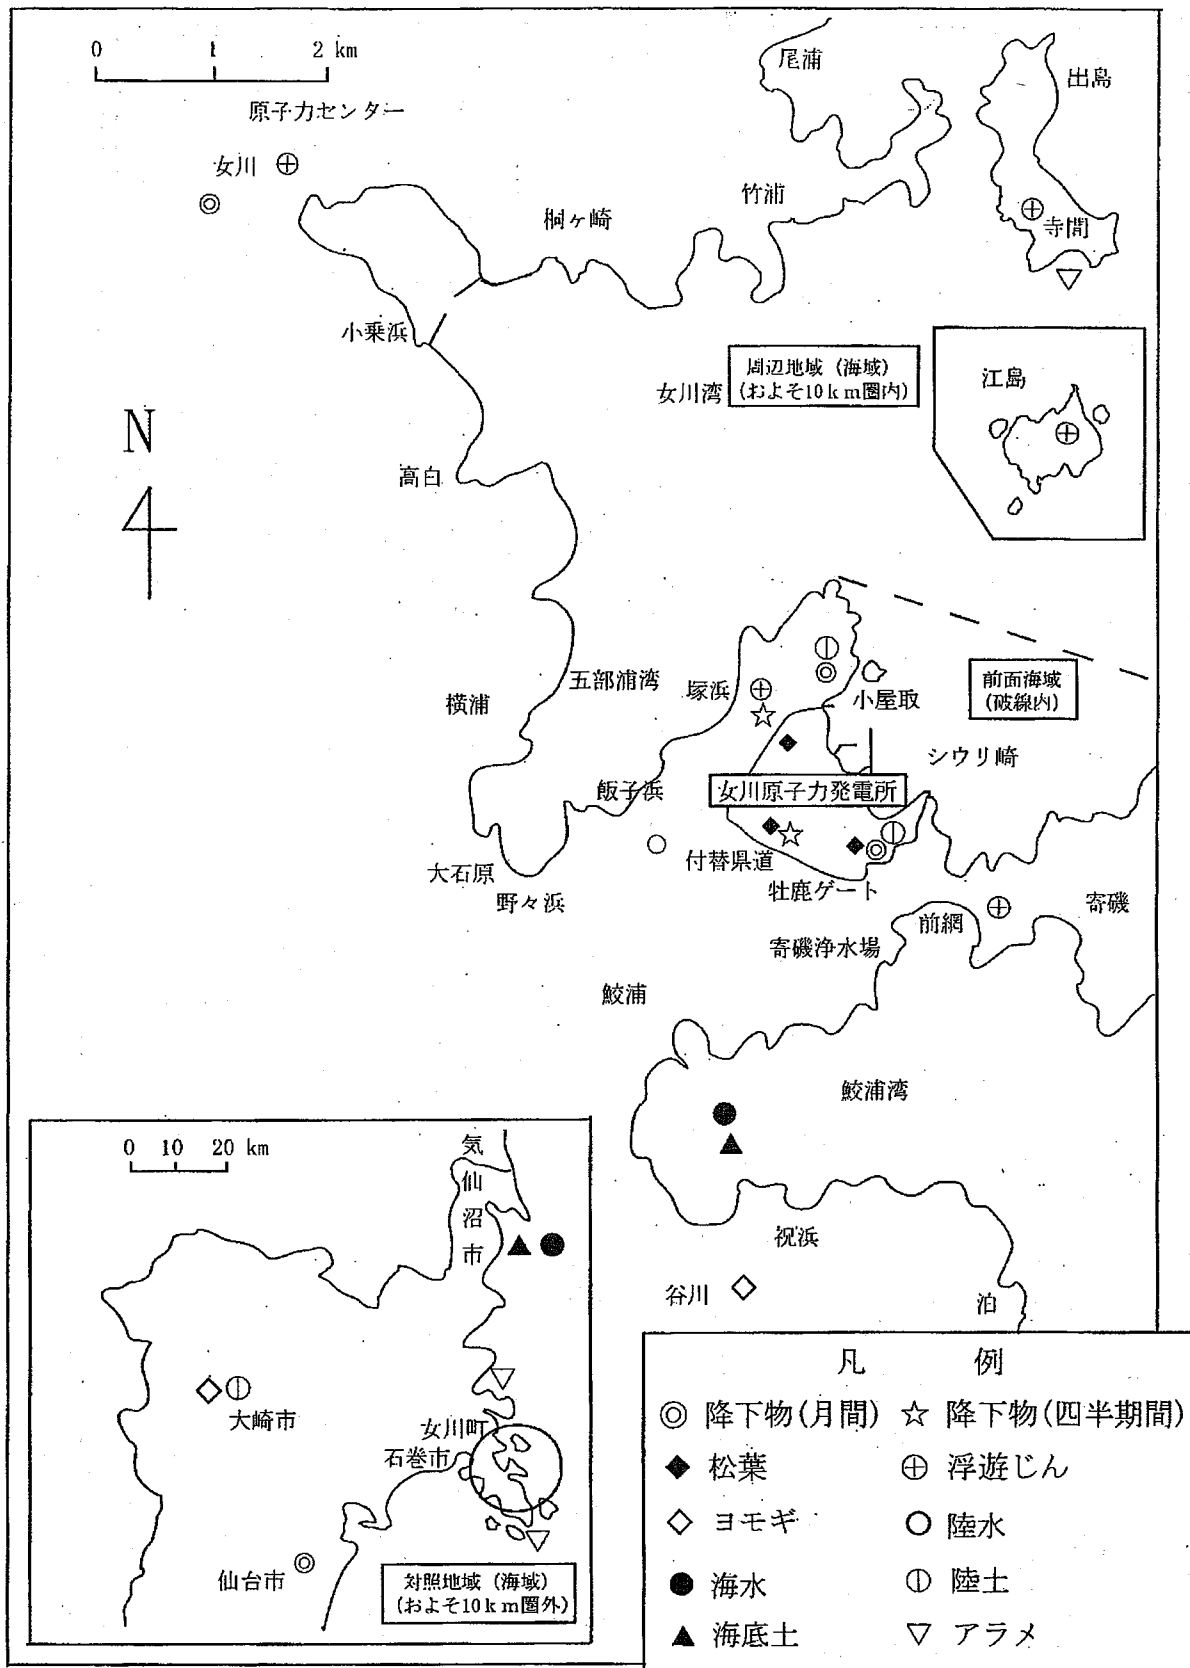 0 1 2 km
原子力センター
女川
尾浦
出島
竹浦
桐ヶ崎
寺間
小乗浜
女川湾
周辺地域（海域）
(およそ10ｋｍ圏内)
江島
N
高白
五部浦湾
塚浜
小屋取
前面海域
(破線内)
横浦
シウリ崎
飯子浜
女川原子力発電所
大石原
野々浜
付替県道
牡鹿ゲート
前網
寄磯
寄磯浄水場
鮫浦
鮫浦湾
祝浜
谷川
泊
0 10 20 km
気仙沼市
大崎市
女川町
石巻市
仙台市
対照地域（海域）
(およそ10ｋｍ圏外)
凡 例
◎ 降下物(月間) ☆ 降下物(四半期間)
◆ 松葉 ⊕ 浮遊じん
◇ ヨモギ ○ 陸水
● 海水 ⦶ 陸土
▲ 海底土 ▽ アラメ